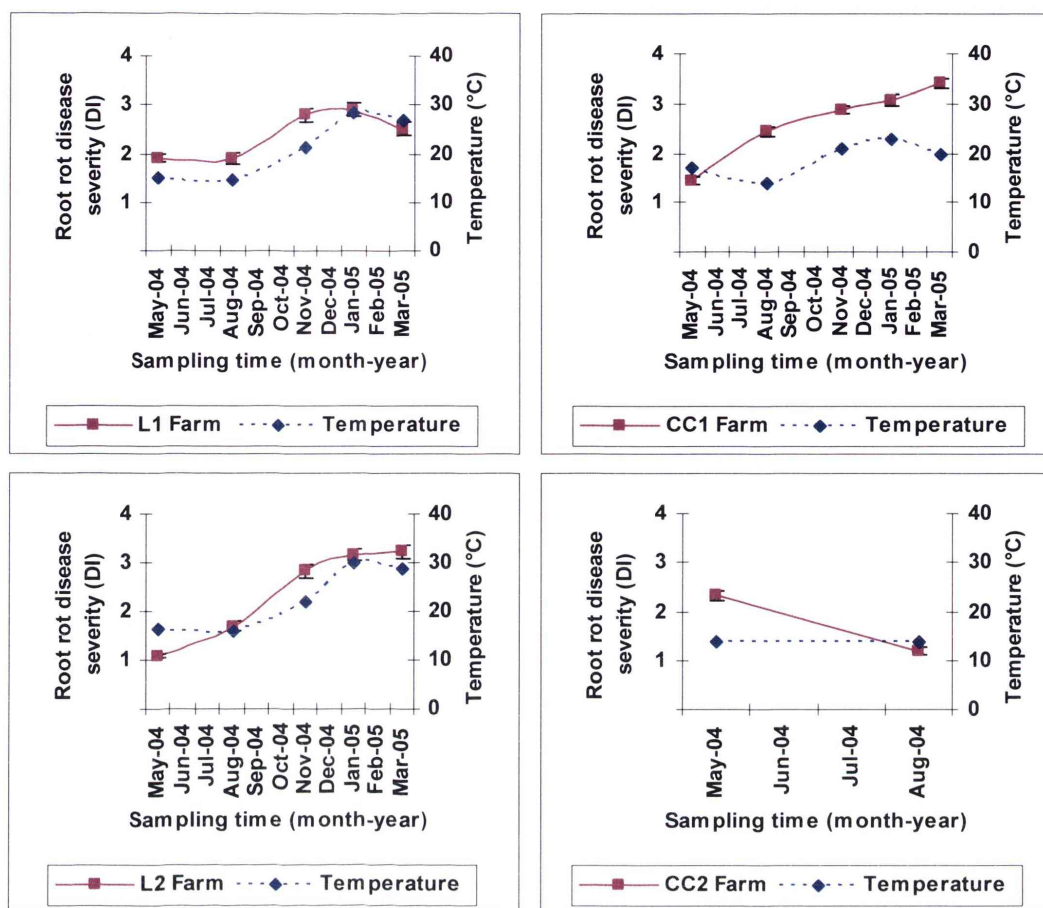 Root rot disease
severity (DI)
4
3
2
1
40
30
20
10
0
Temperature (°C)
May-04
Jun-04
Jul-04
Aug-04
Sep-04
Oct-04
Nov-04
Dec-04
Jan-05
Feb-05
Mar-05
Sampling time (month-year)
L1 Farm
Temperature
Root rot disease
severity (DI)
4
3
2
1
40
30
20
10
0
Temperature (°C)
May-04
Jun-04
Jul-04
Aug-04
Sep-04
Oct-04
Nov-04
Dec-04
Jan-05
Feb-05
Mar-05
Sampling time (month-year)
CC1 Farm
Temperature
Root rot disease
severity (DI)
4
3
2
1
40
30
20
10
0
Temperature (°C)
May-04
Jun-04
Jul-04
Aug-04
Sep-04
Oct-04
Nov-04
Dec-04
Jan-05
Feb-05
Mar-05
Sampling time (month-year)
L2 Farm
Temperature
Root rot disease
severity (DI)
4
3
2
1
40
30
20
10
0
Temperature (°C)
May-04
Jun-04
Jul-04
Aug-04
Sampling time (month-year)
CC2 Farm
Temperature